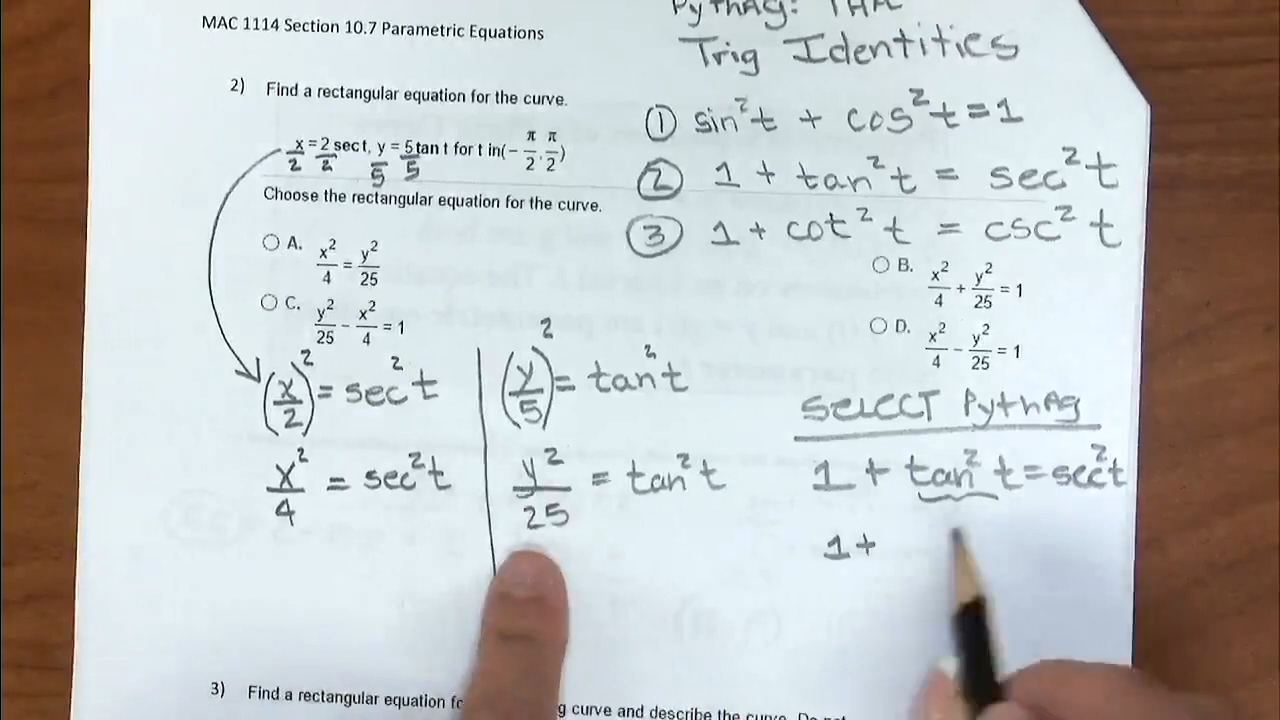 MAC 1114 Section 10.7 Parametric Equations
Pythag:
Trig Identities
① sin²t + cos²t = 1
② 1 + tan²t = sec²t
③ 1 + cot²t = csc²t
2) Find a rectangular equation for the curve.
x = 2 sec t, y = 5 tan t for t in (-π/2, π/2)
2 2 5 5
Choose the rectangular equation for the curve.
A. x²/4 = y²/25
B. x²/4 + y²/25 = 1
C. y²/25 - x²/4 = 1
D. x²/4 - y²/25 = 1
(x/2)² = sec²t
(y/5)² = tan²t
SELECT PythAg
x²/4 = sec²t
y²/25 = tan²t
1 + tan²t = sec²t
1+
3) Find a rectangular equation fo
g curve and describe the curve. Do not